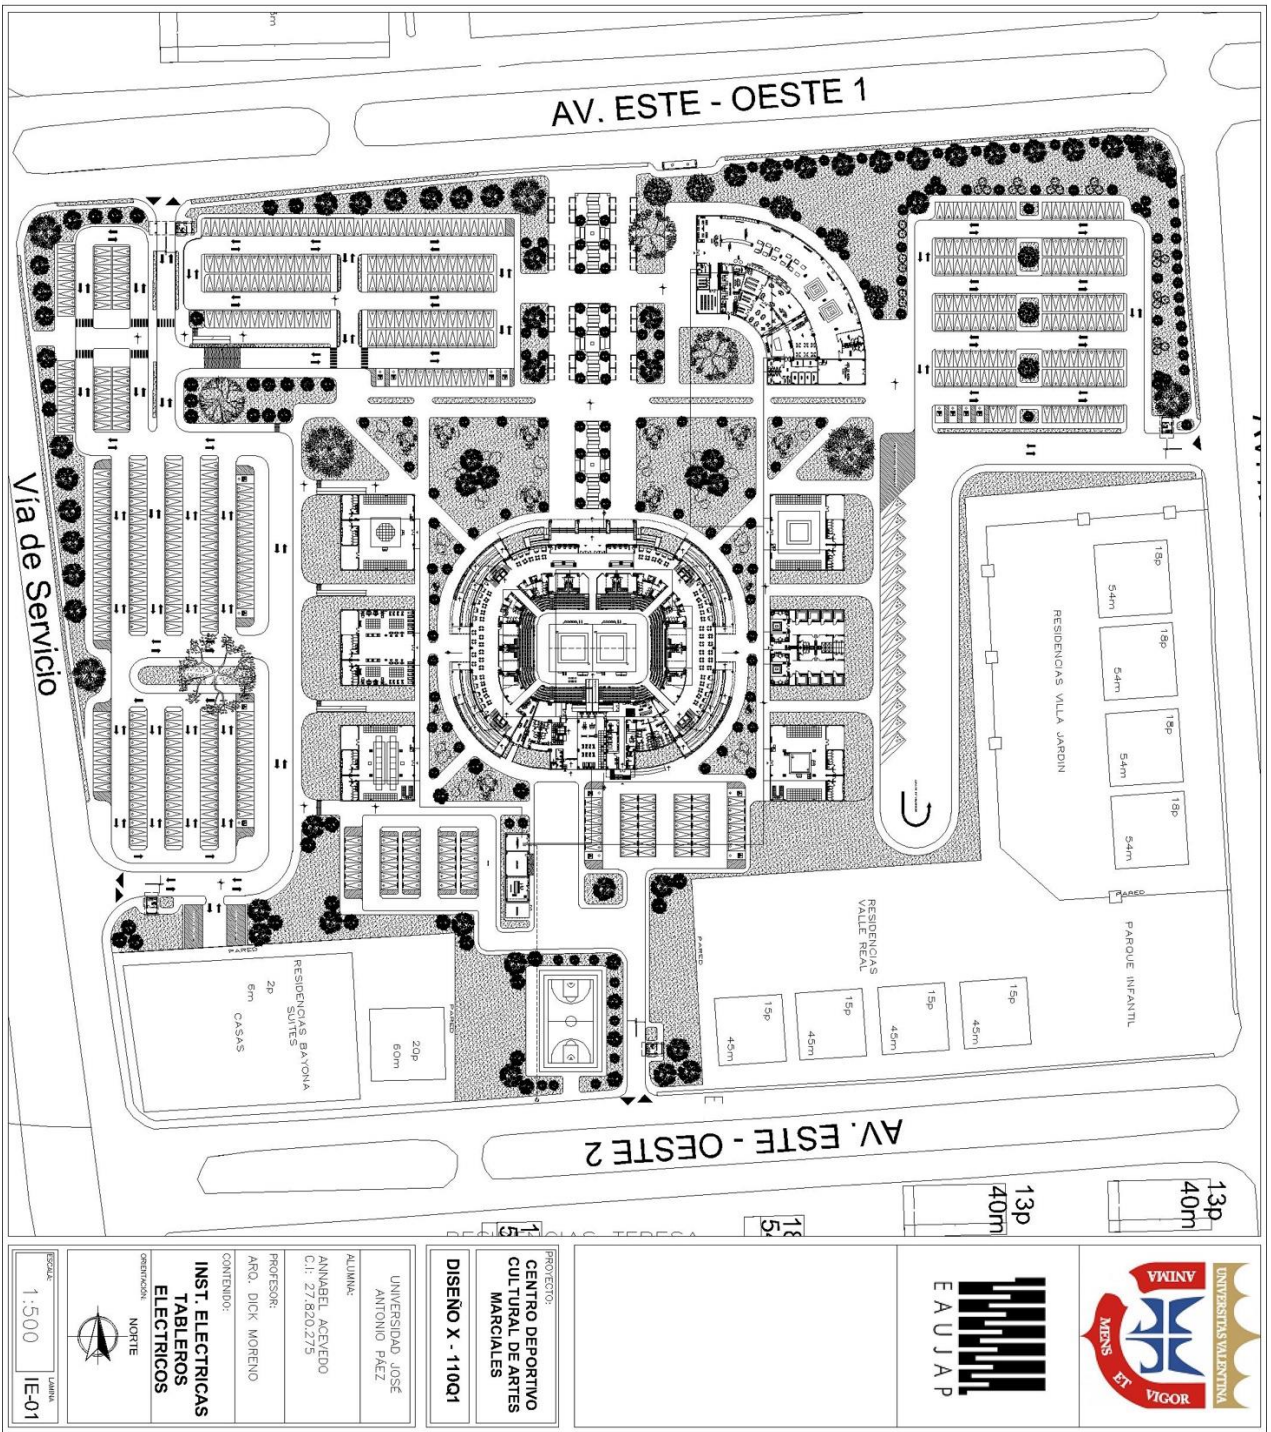 AV. ESTE - OESTE 1
Vía de Servicio
18p
54m
18p
54m
18p
54m
18p
54m
RESIDENCIAS VILLA JARDIN
PARED
PARQUE INFANTIL
RESIDENCIAS
VALLE REAL
PARED
15p
45m
15p
45m
15p
45m
15p
45m
PARED
RESIDENCIAS BAYONA
SUITES
2p
6m
CASAS
PARED
20p
60m
AV. ESTE - OESTE 2
13p
40m
13p
40m
UNIVERSITAS VALENTINA
ANIMA
MENS
ET
VIGOR
EAUJAP
PROYECTO:
CENTRO DEPORTIVO
CULTURAL DE ARTES
MARCIALES
DISEÑO X - 110Q1
UNIVERSIDAD JOSÉ
ANTONIO PÁEZ
ALUMNA:
ANNABEL ACEVEDO
C.I: 27.820.275
PROFESOR:
ARQ. DICK MORENO
CONTENIDO:
INST. ELECTRICAS
TABLEROS
ELECTRICOS
ORIENTACIÓN:
NORTE
ESCALA:
1:500
LAMINA
IE-01